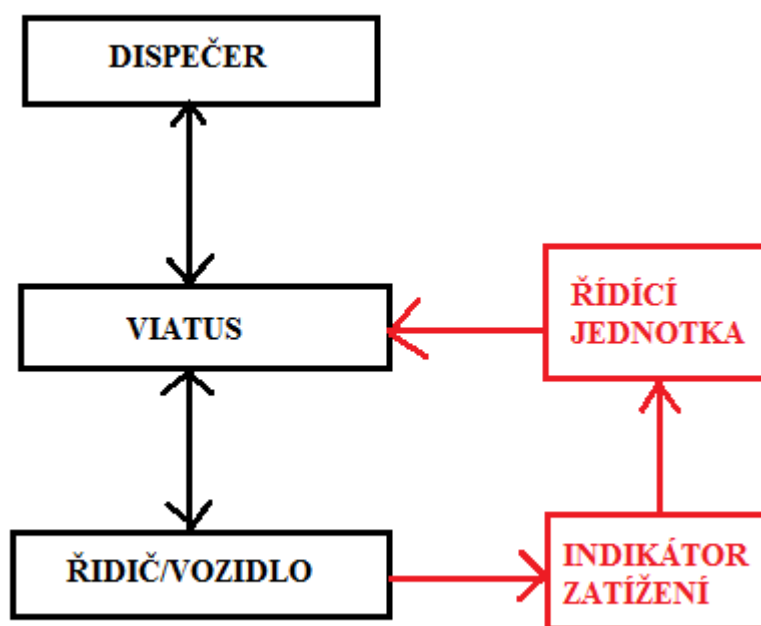 DISPEČER
VIATUS
ŘÍDÍCÍ
JEDNOTKA
ŘIDIČ/VOZIDLO
INDIKÁTOR
ZATÍŽENÍ